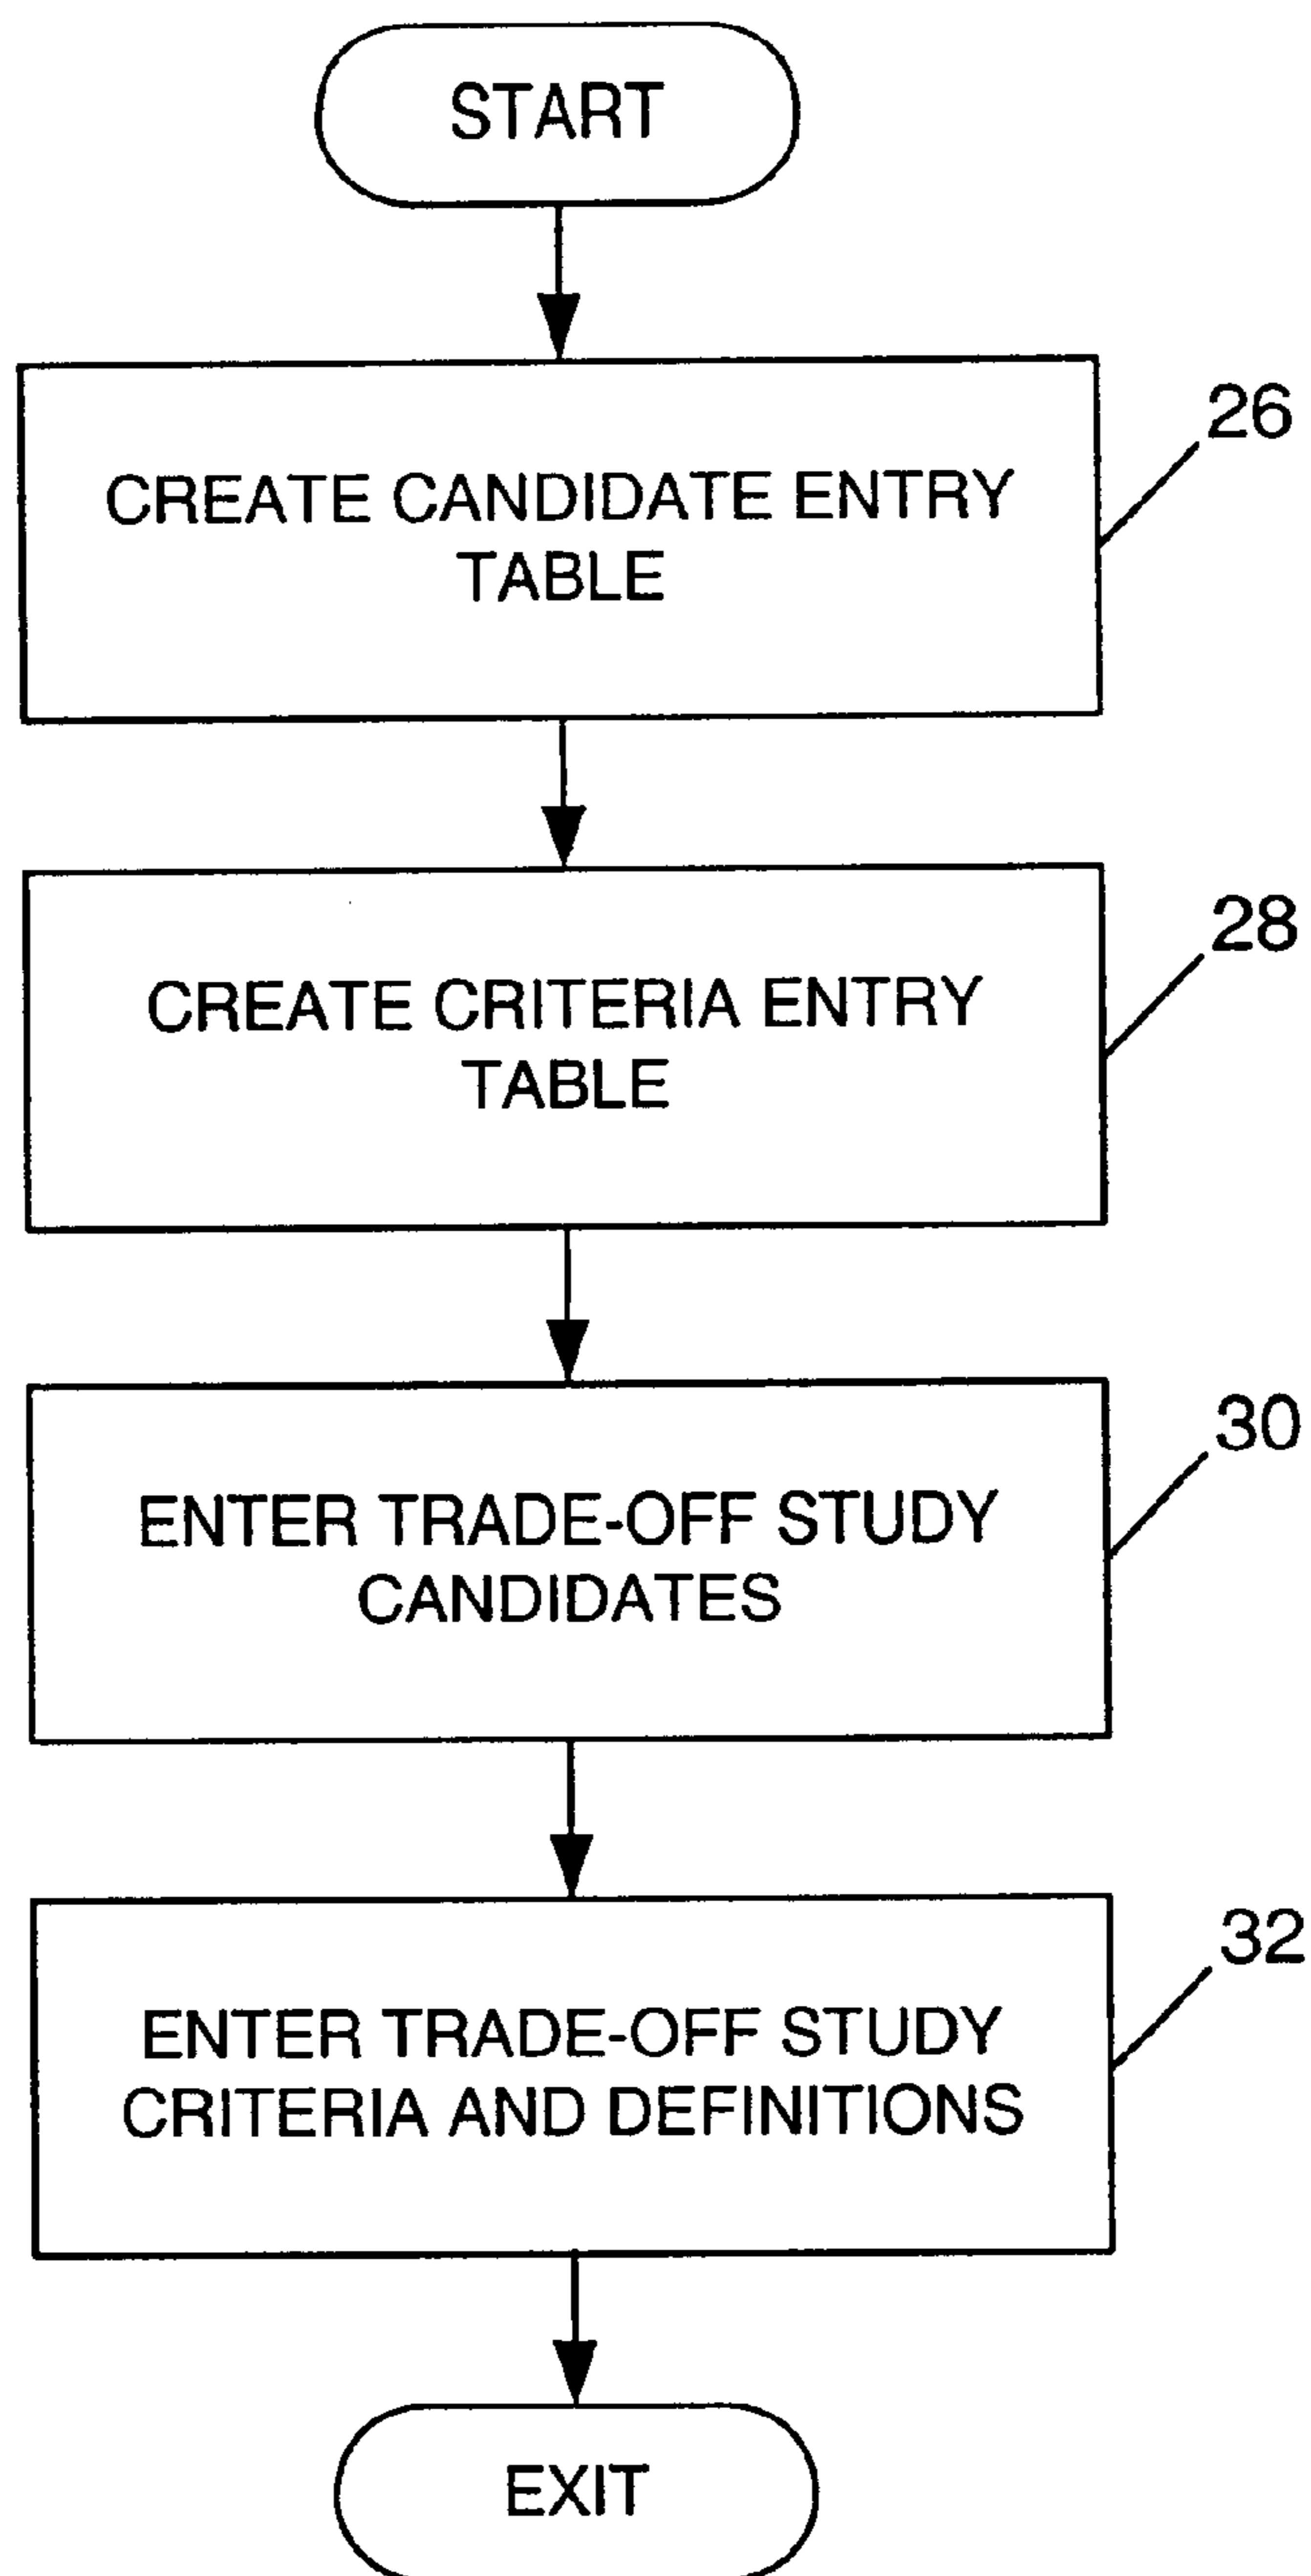 START
26
CREATE CANDIDATE ENTRY
TABLE
28
CREATE CRITERIA ENTRY
TABLE
30
ENTER TRADE-OFF STUDY
CANDIDATES
32
ENTER TRADE-OFF STUDY
CRITERIA AND DEFINITIONS
EXIT